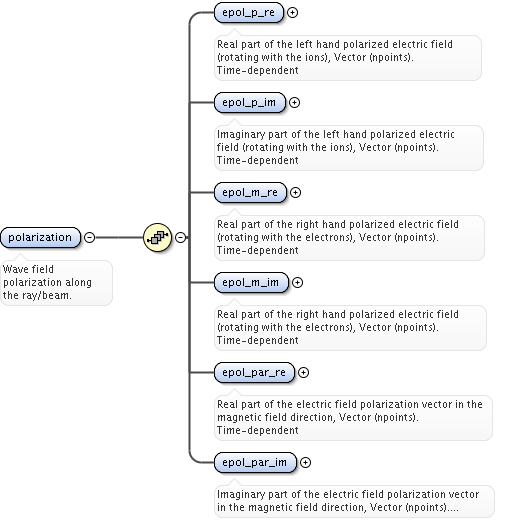 epol_p_re
Real part of the left hand polarized electric field
(rotating with the ions), Vector (npoints).
Time-dependent
epol_p_im
Imaginary part of the left hand polarized electric
field (rotating with the ions), Vector (npoints).
Time-dependent
epol_m_re
Real part of the right hand polarized electric field
(rotating with the electrons), Vector (npoints).
Time-dependent
polarization
Wave field
polarization along
the ray/beam.
epol_m_im
Real part of the right hand polarized electric field
(rotating with the electrons), Vector (npoints).
Time-dependent
epol_par_re
Real part of the electric field polarization vector in the
magnetic field direction, Vector (npoints).
Time-dependent
epol_par_im
Imaginary part of the electric field polarization vector
in the magnetic field direction, Vector (npoints)....